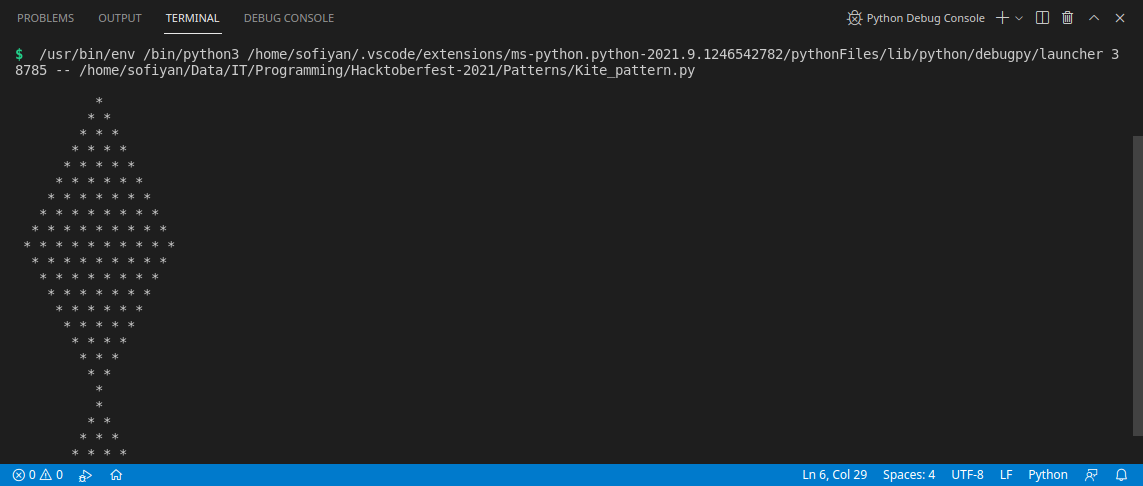 PROBLEMS OUTPUT TERMINAL DEBUG CONSOLE Python Debug Console
$ /usr/bin/env /bin/python3 /home/sofiyan/.vscode/extensions/ms-python.python-2021.9.1246542782/pythonFiles/lib/python/debugpy/launcher 3
8785 -- /home/sofiyan/Data/IT/Programming/Hacktoberfest-2021/Patterns/Kite_pattern.py
*
* *
* * *
* * * *
* * * * *
* * * * * *
* * * * * * *
* * * * * * * *
* * * * * * * * *
* * * * * * * * * *
* * * * * * * * *
* * * * * * * *
* * * * * * *
* * * * * *
* * * * *
* * * *
* * *
* *
*
*
* *
* * *
* * * *
0 0 Ln 6, Col 29 Spaces: 4 UTF-8 LF Python